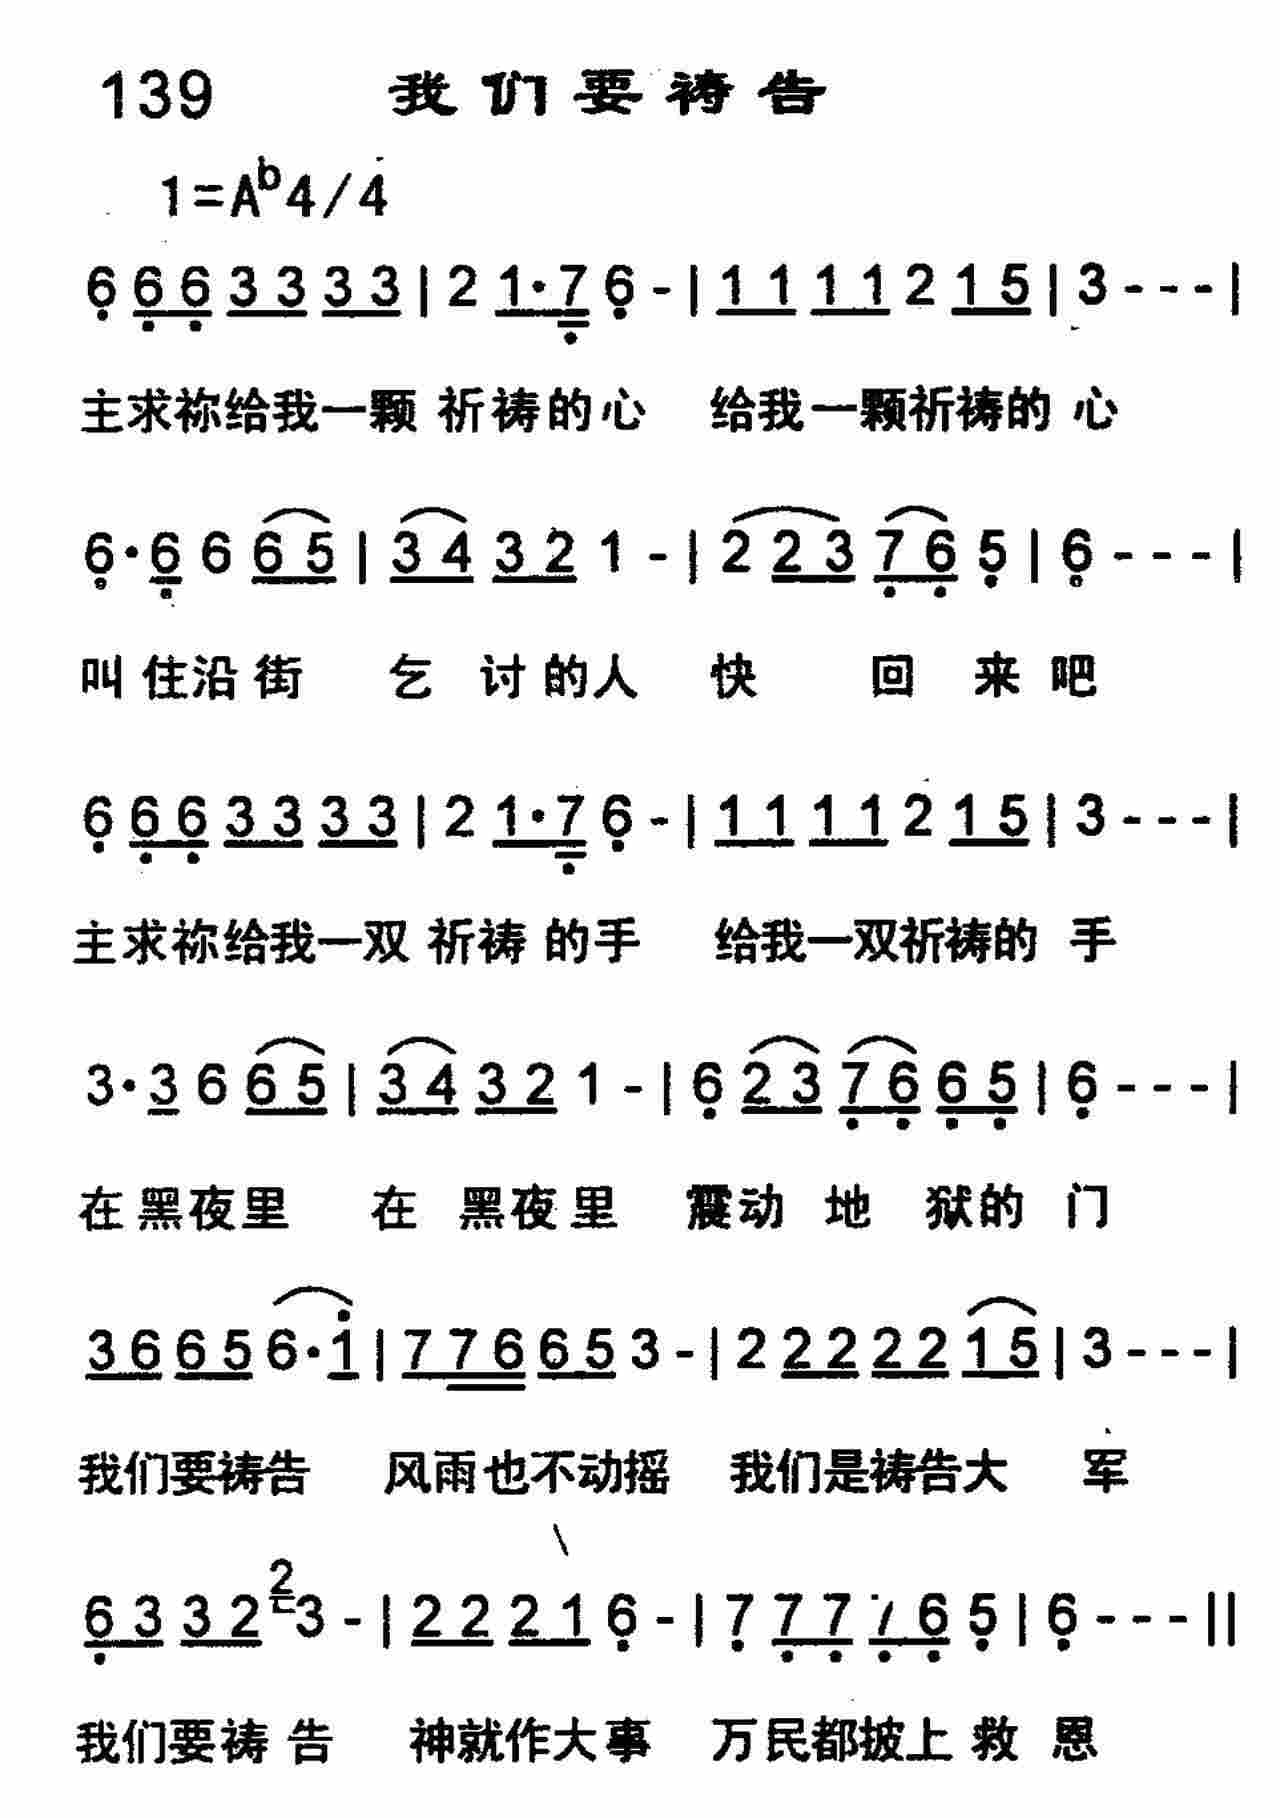 139 我们要祷告
1=A♭4/4
6 6 6 3 3 3 3 | 2 1·7 6 - | 1 1 1 1 2 1 5 | 3 - - - |
主求祢给我一颗 祈祷的心 给我一颗祈祷的 心
6·6 6 6 5 | 3 4 3 2 1 - | 2 2 3 7 6 5 | 6 - - - |
叫住沿街 乞 讨的人 快 回 来 吧
6 6 6 3 3 3 3 | 2 1·7 6 - | 1 1 1 1 2 1 5 | 3 - - - |
主求祢给我一双 祈祷 的手 给我一双祈祷的 手
3·3 6 6 5 | 3 4 3 2 1 - | 6 2 3 7 6 6 5 | 6 - - - |
在黑夜里 在 黑夜里 震动 地 狱的 门
3 6 6 5 6·1 | 7 7 6 6 5 3 - | 2 2 2 2 2 1 5 | 3 - - - |
我们要祷告 风雨也不动摇 我们是祷告大 军
6 3 3 2 2 3 - | 2 2 2 1 6 - | 7 7 7 7 6 5 | 6 - - - ||
我们要祷 告 神就作大事 万民都披上 救 恩